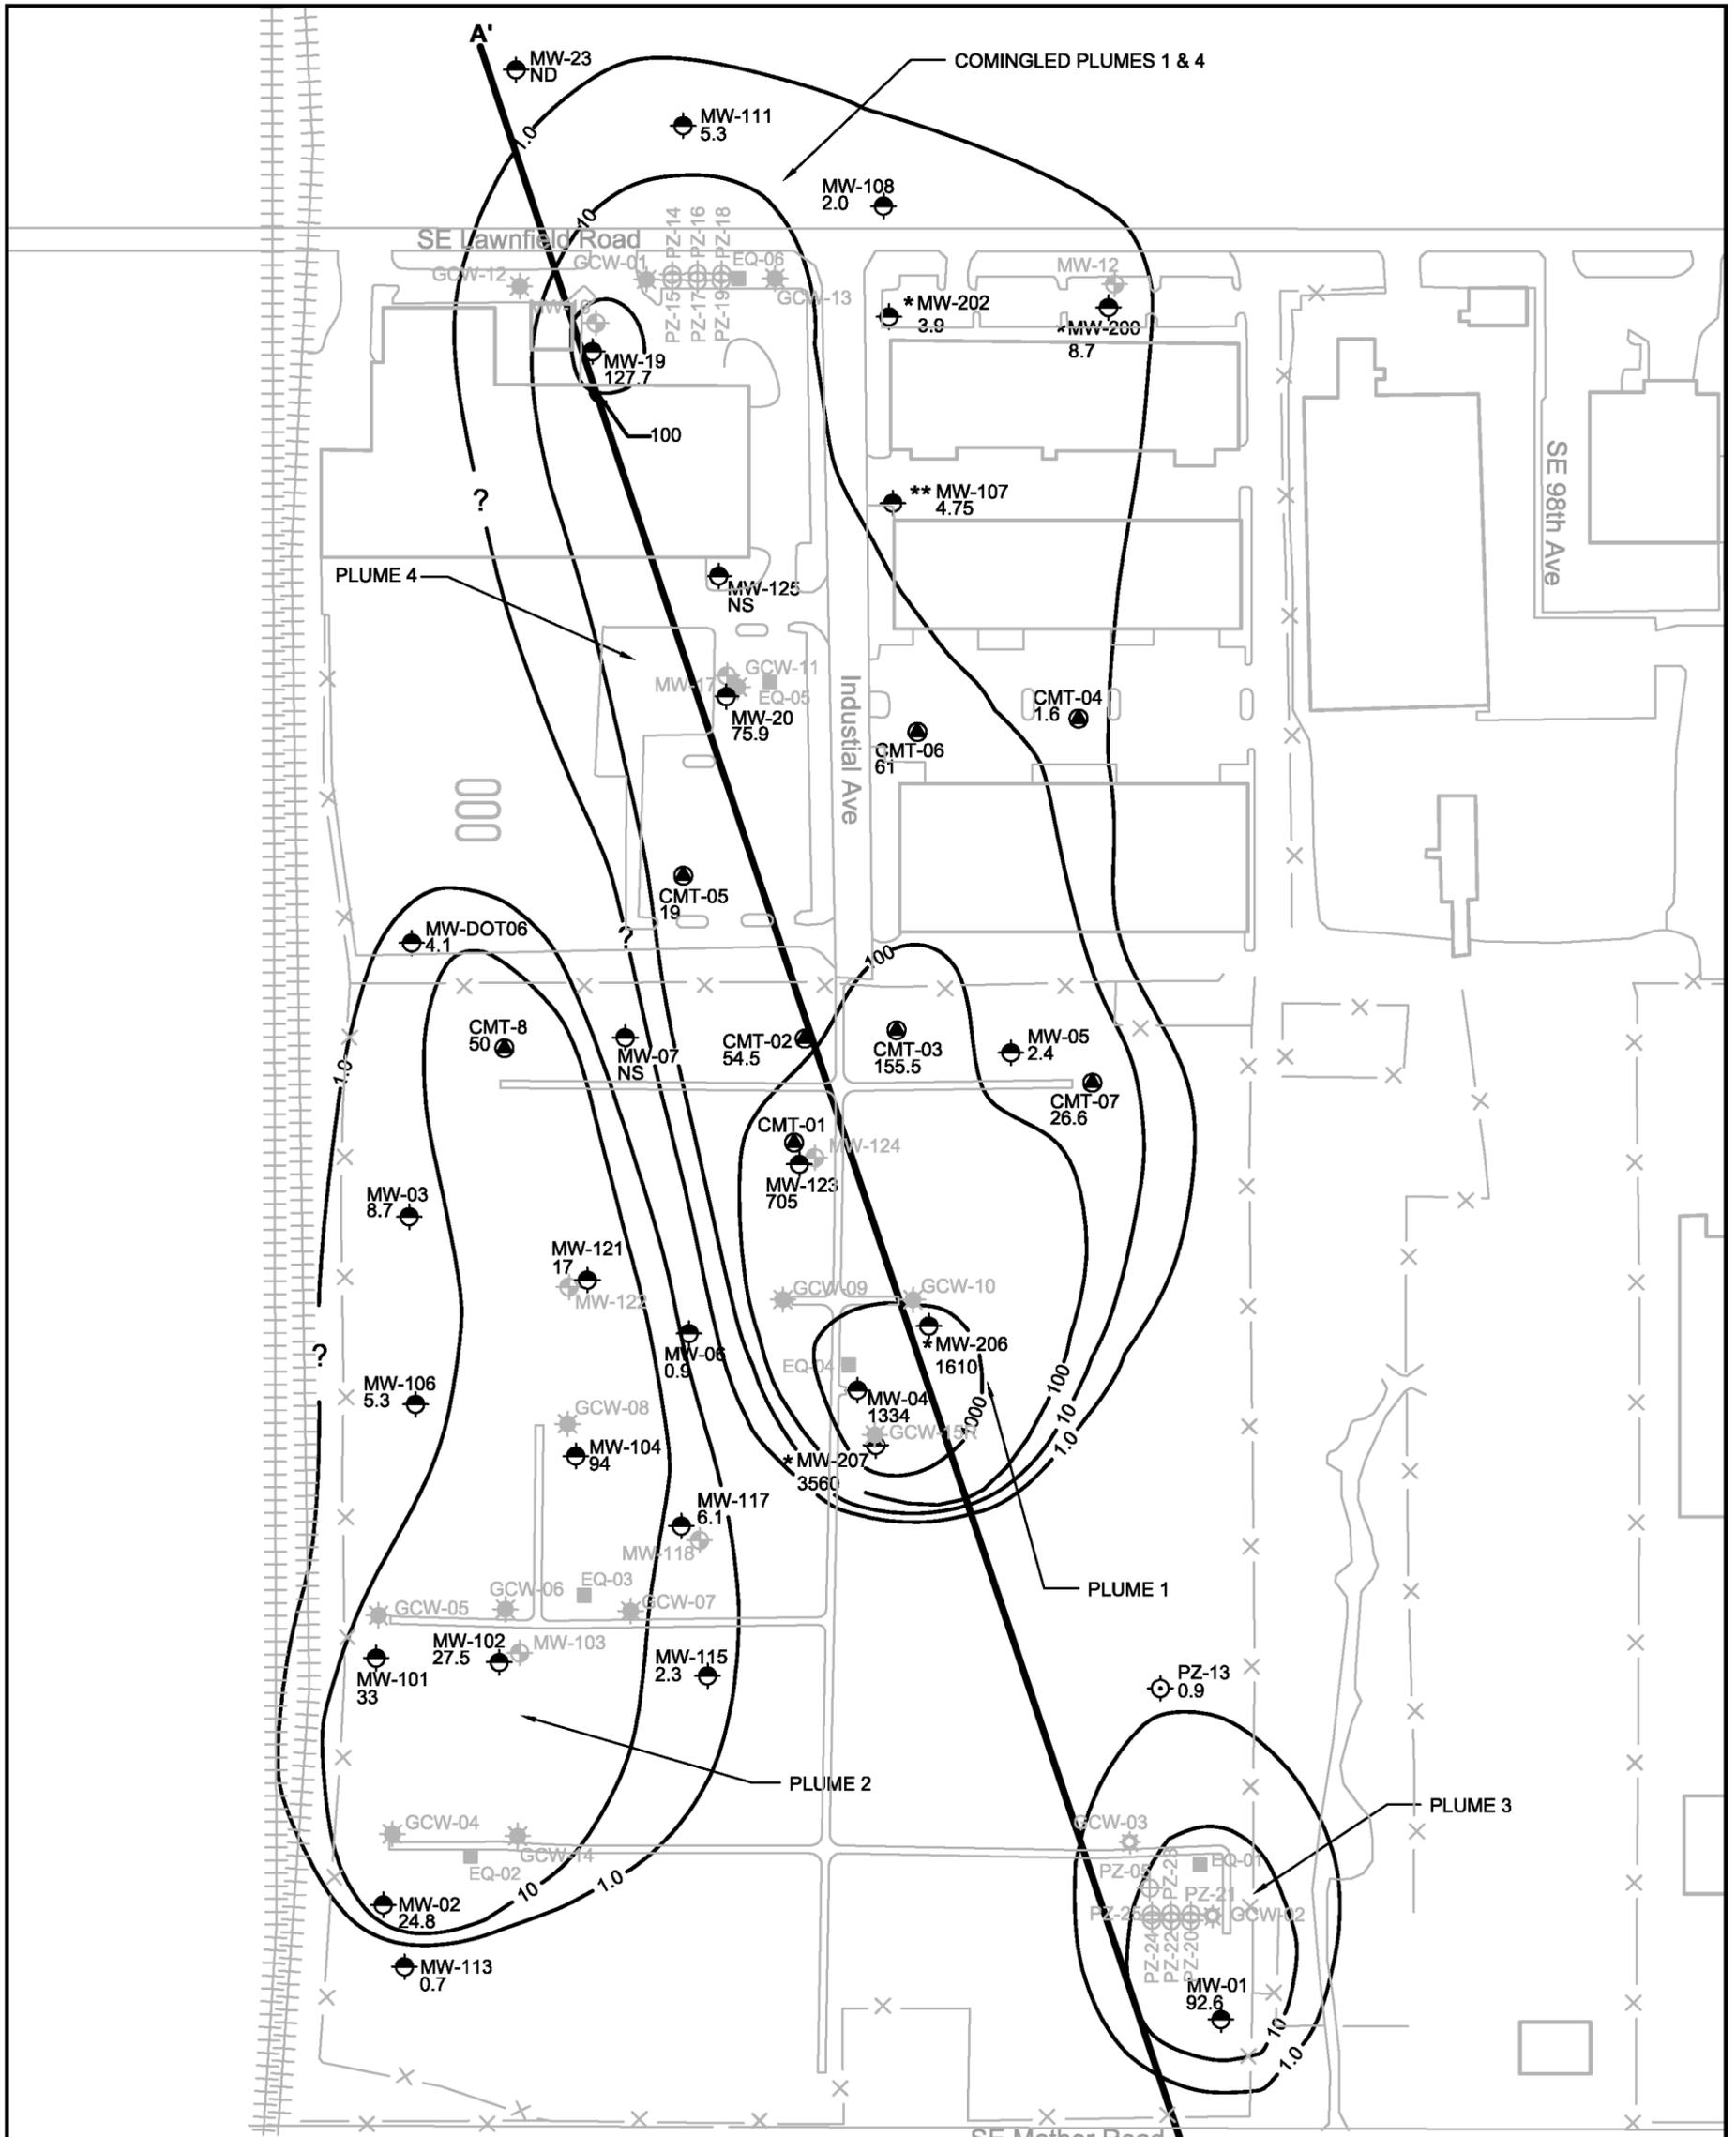 A'
MW-23
ND
COMINGLED PLUMES 1 & 4
MW-111
5.3
1.0
MW-108
2.0
10
PZ-14
PZ-16
PZ-18
SE Lawnfield Road
GCW-12
GCW-01
EQ-06
GCW-13
MW-12
PZ-15
PZ-17
PZ-19
* MW-202
3.9
*MW-200
8.7
MW-19
127.7
100
?
** MW-107
4.75
SE 98th Ave
PLUME 4
MW-125
NS
GCW-11
MW-17
EQ-05
MW-20
75.9
Industial Ave
CMT-04
1.6
CMT-06
61
CMT-05
19
MW-DOT06
4.1
?
100
CMT-8
50
MW-07
NS
CMT-02
54.5
CMT-03
155.5
MW-05
2.4
1.0
CMT-07
26.6
CMT-01
MW-124
MW-123
705
MW-03
8.7
MW-121
17
MW-122
GCW-09
GCW-10
MW-06
0.9
*MW-206
1610
?
EQ-04
MW-106
5.3
MW-04
1334
100
10
1.0
GCW-08
GCW-15R
MW-104
94
*MW-207
3560
MW-117
6.1
MW-118
PLUME 1
EQ-03
GCW-06
GCW-05
GCW-07
MW-102
27.5
MW-103
MW-101
33
MW-115
2.3
PZ-13
0.9
PLUME 2
PLUME 3
GCW-04
GCW-14
GCW-03
EQ-02
EQ-01
PZ-05
PZ-21
10
1.0
MW-02
24.8
PZ-25
GCW-02
PZ-24
PZ-22
PZ-20
MW-113
0.7
MW-01
92.6
10
1.0
SE Mather Road